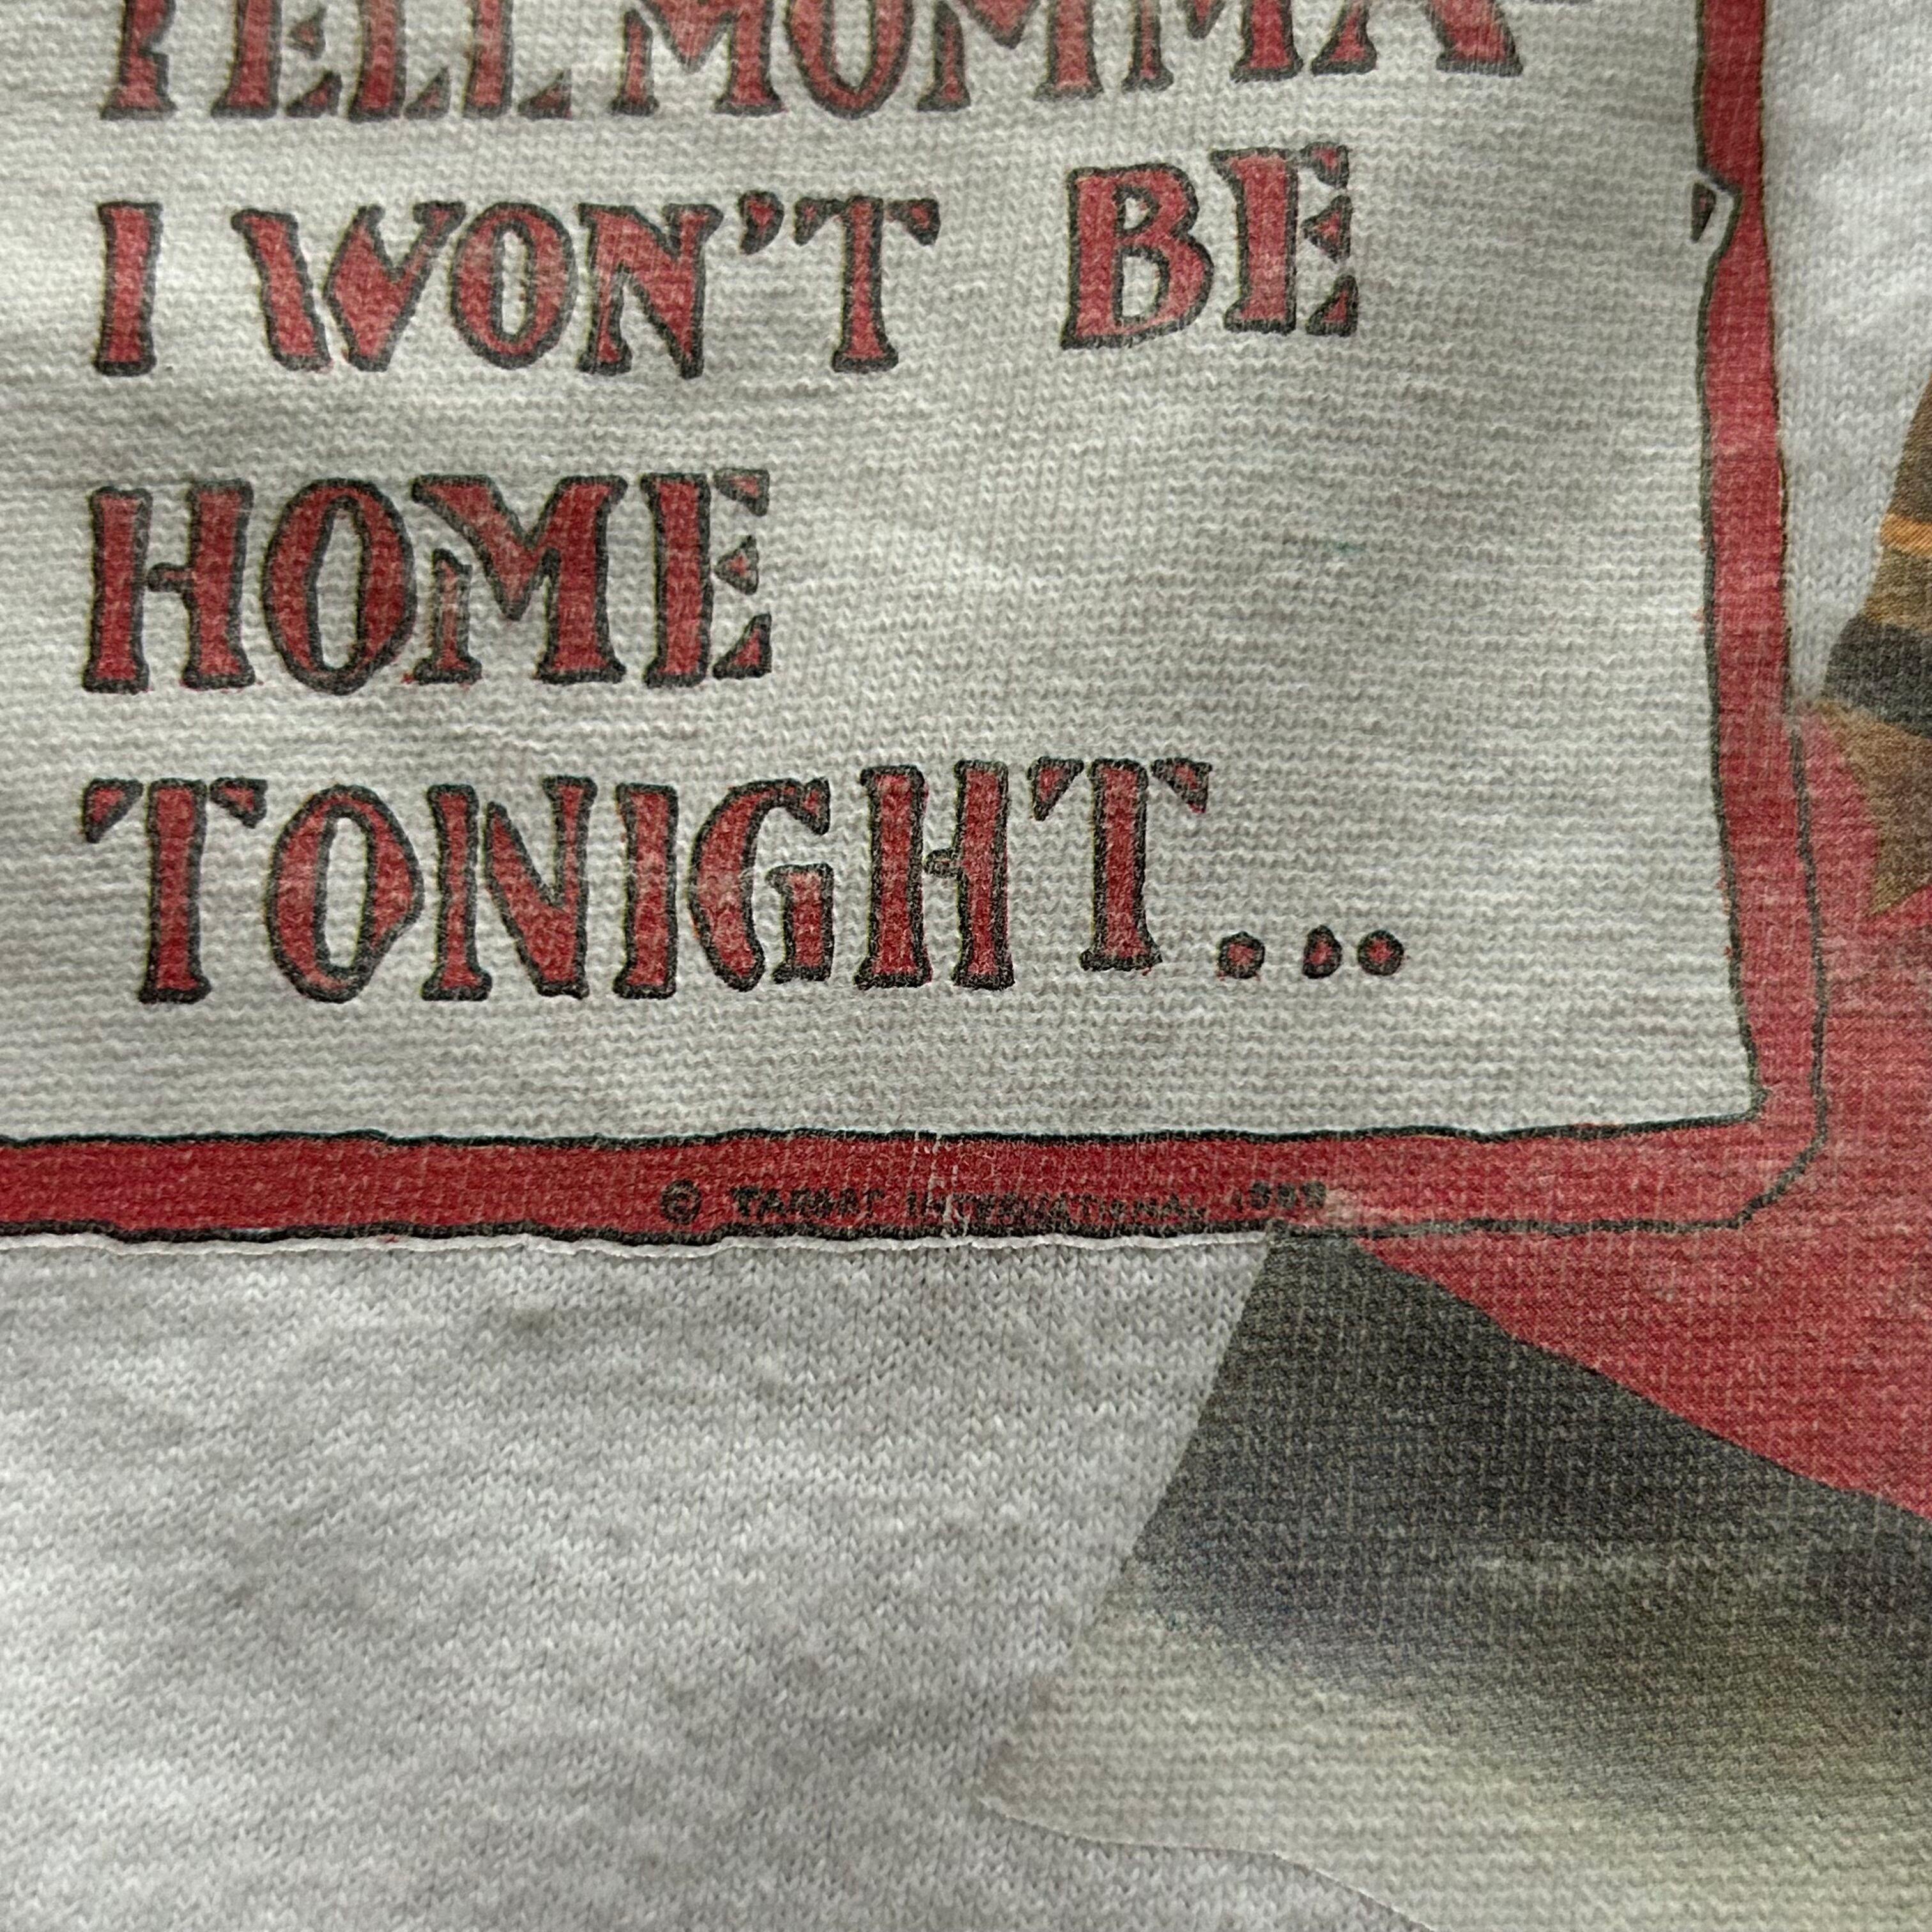 TELL MOMMA
I WON'T BE
HOME
TONIGHT...
© TARGET INTERNATIONAL